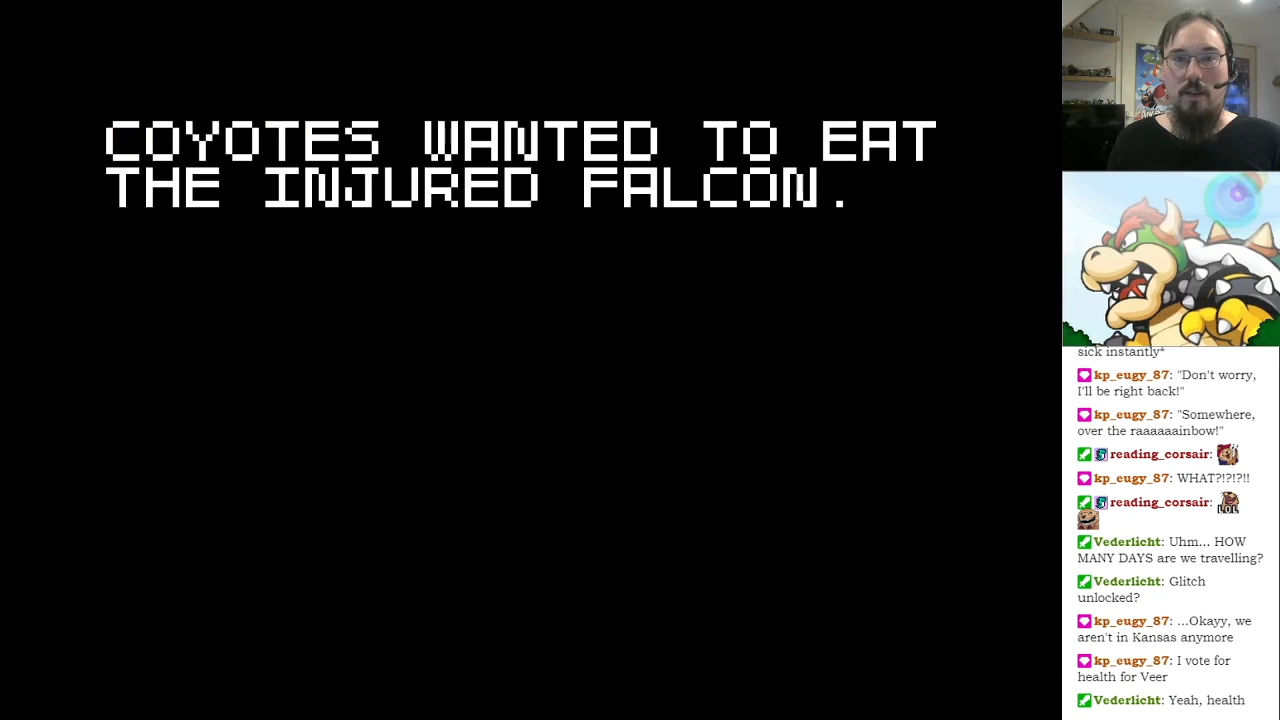 COYOTES WANTED TO EAT
THE INJURED FALCON.
sick instantly*
kp_eugy_87: "Don't worry,
I'll be right back!"
kp_eugy_87: "Somewhere,
over the raaaaaainbow!"
reading_corsair:
kp_eugy_87: WHAT?!?!?!!
reading_corsair: LOL
Vederlicht: Uhm... HOW
MANY DAYS are we travelling?
Vederlicht: Glitch
unlocked?
kp_eugy_87: ...Okayy, we
aren't in Kansas anymore
kp_eugy_87: I vote for
health for Veer
Vederlicht: Yeah, health